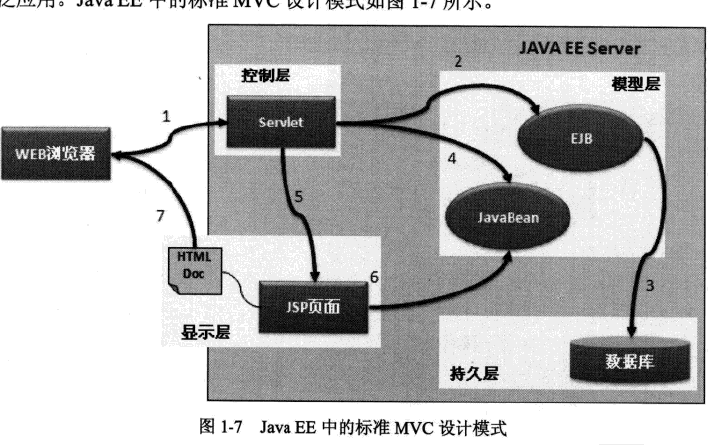 泛应用。Java EE 中的标准 MVC 设计模式如图 1-7 所示。
JAVA EE Server
控制层
2
模型层
1
Servlet
WEB浏览器
EJB
4
5
7
JavaBean
HTML
Doc
6
JSP页面
3
显示层
数据库
持久层
图 1-7 Java EE 中的标准 MVC 设计模式